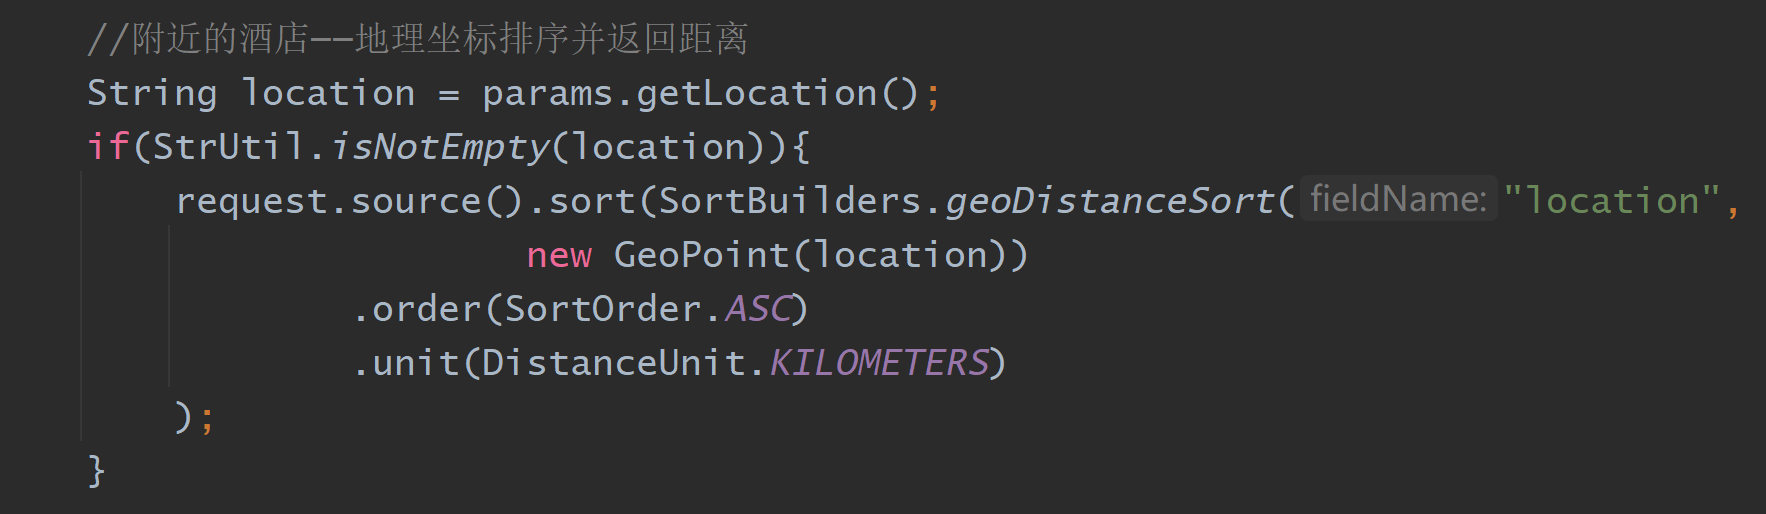 //附近的酒店——地理坐标排序并返回距离
String location = params.getLocation();
if(StrUtil.isNotEmpty(location)){
request.source().sort(SortBuilders.geoDistanceSort( fieldName: "location",
new GeoPoint(location))
.order(SortOrder.ASC)
.unit(DistanceUnit.KILOMETERS)
);
}